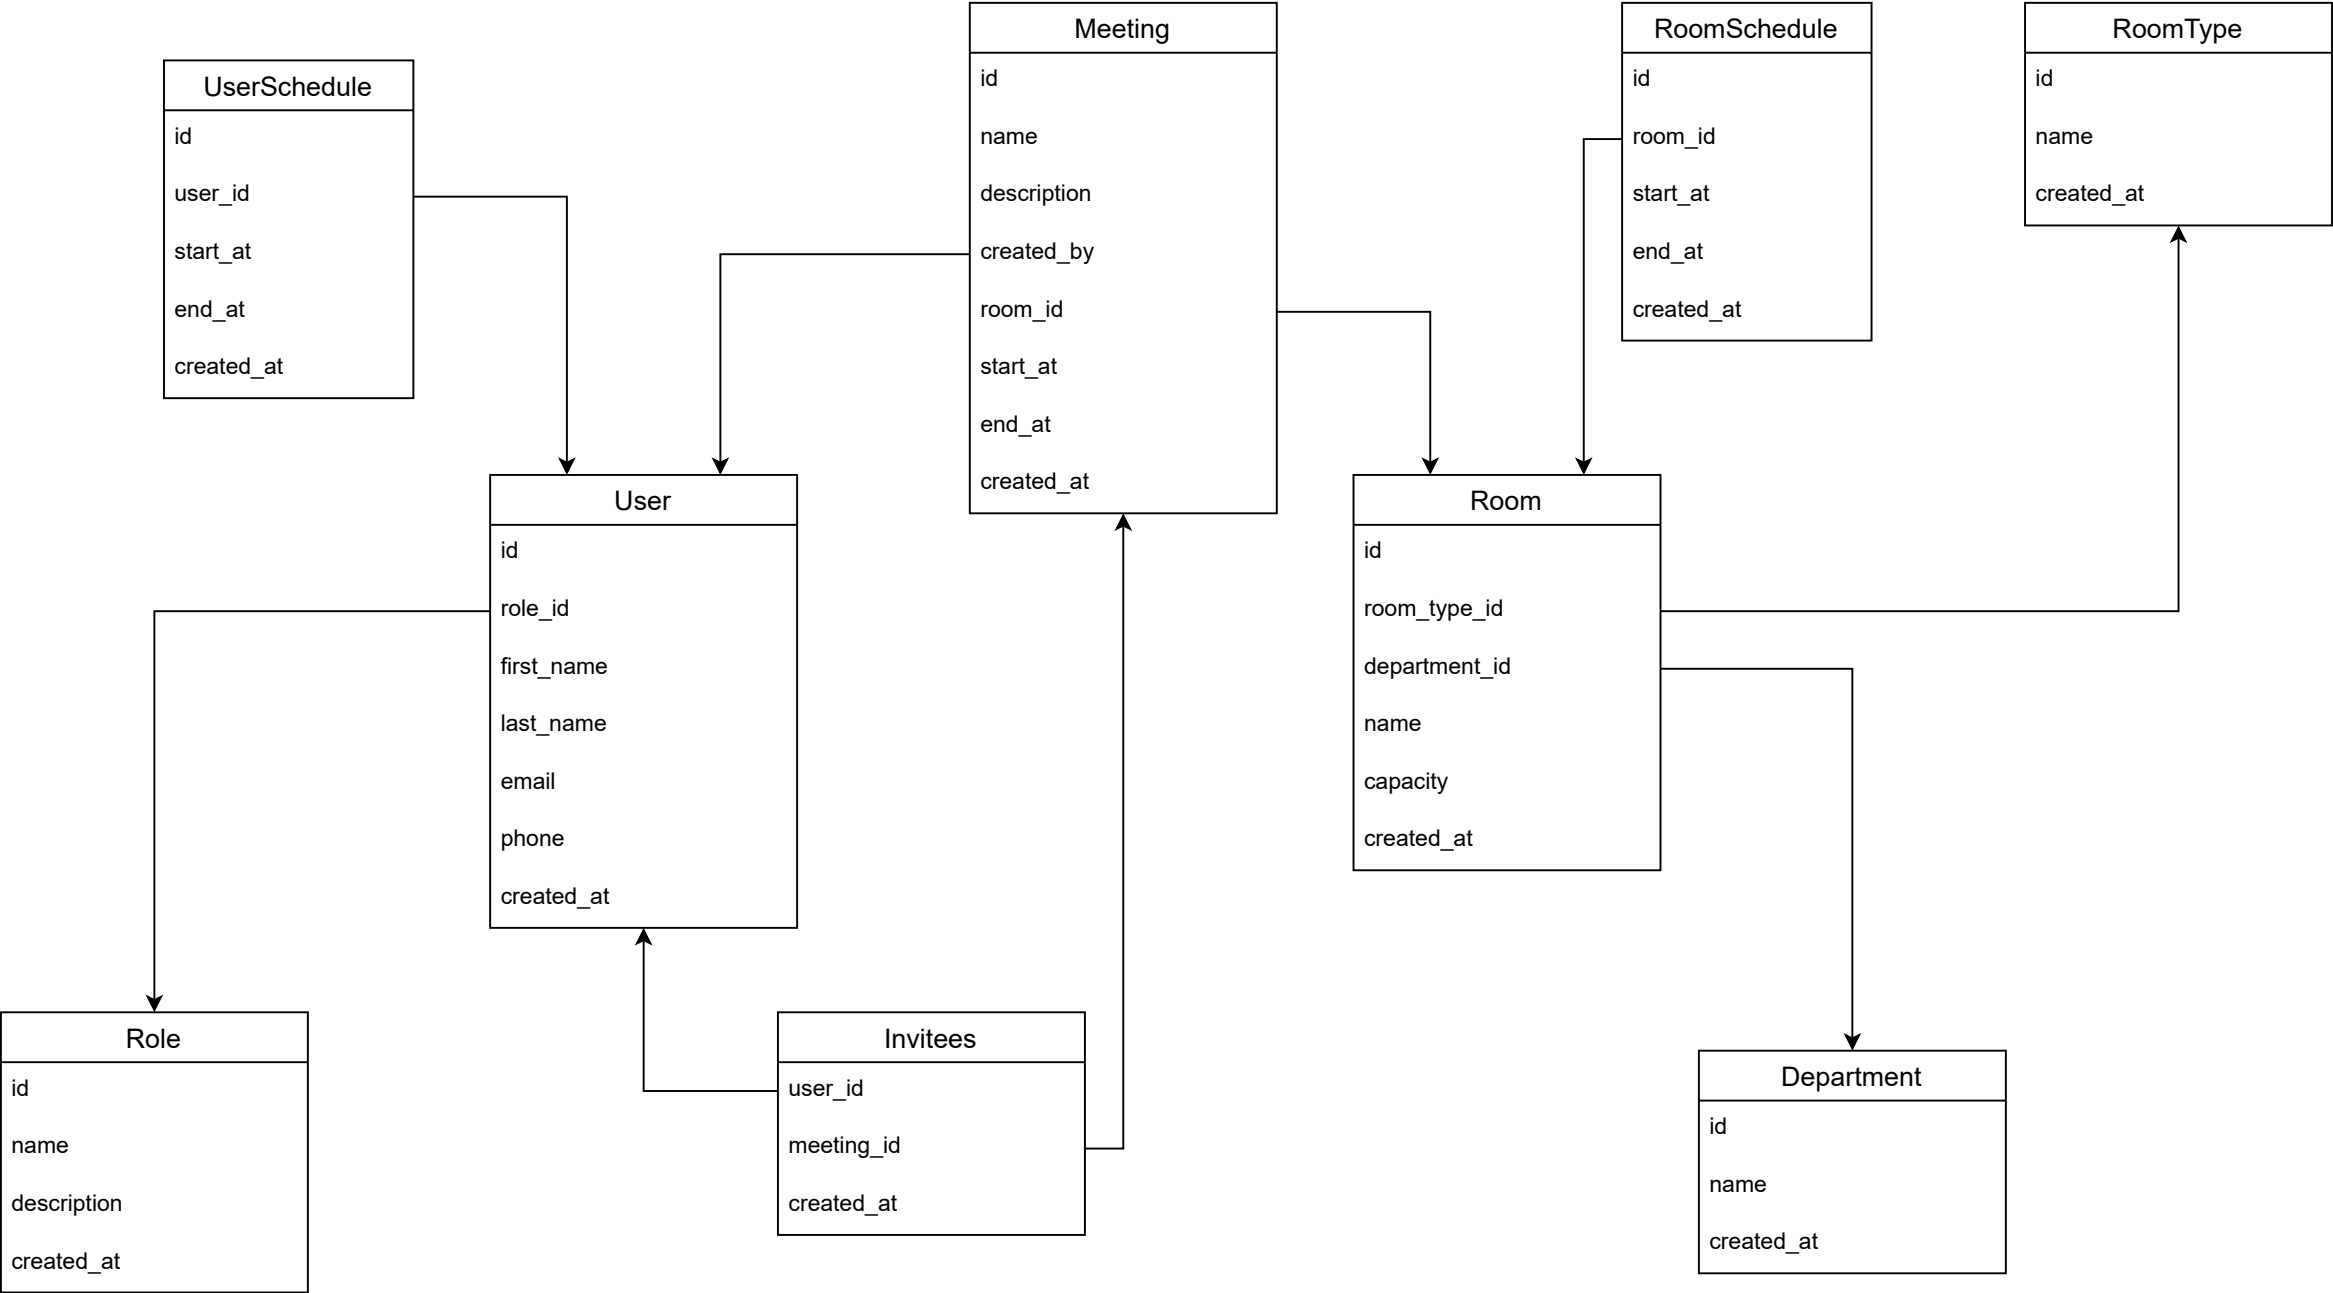 UserSchedule
id
user_id
start_at
end_at
created_at
Meeting
id
name
description
created_by
room_id
start_at
end_at
created_at
RoomSchedule
id
room_id
start_at
end_at
created_at
RoomType
id
name
created_at
User
id
role_id
first_name
last_name
email
phone
created_at
Room
id
room_type_id
department_id
name
capacity
created_at
Role
id
name
description
created_at
Invitees
user_id
meeting_id
created_at
Department
id
name
created_at